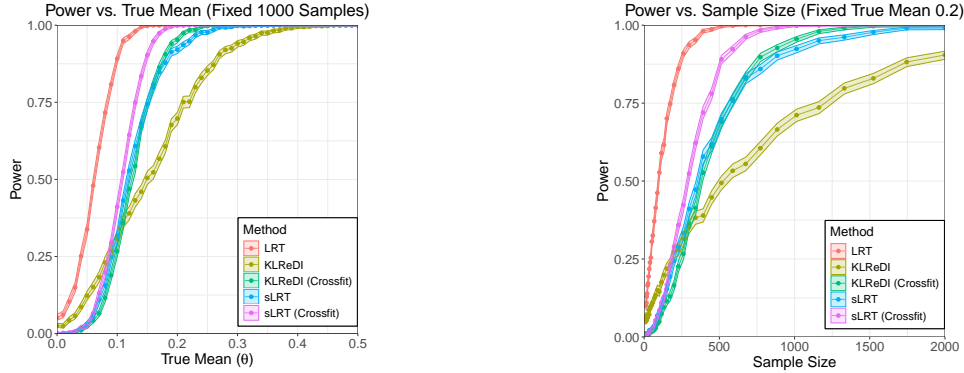 Power vs. True Mean (Fixed 1000 Samples)
1.00
0.75
0.50
0.25
0.00
Power
0.0 0.1 0.2 0.3 0.4 0.5
True Mean (θ)
Method
LRT
KLReDI
KLReDI (Crossfit)
sLRT
sLRT (Crossfit)
Power vs. Sample Size (Fixed True Mean 0.2)
1.00
0.75
0.50
0.25
0.00
Power
0 500 1000 1500 2000
Sample Size
Method
LRT
KLReDI
KLReDI (Crossfit)
sLRT
sLRT (Crossfit)